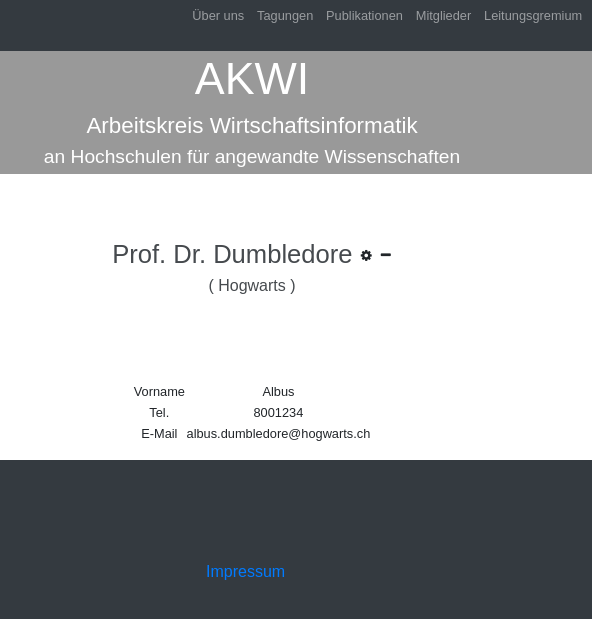 Über uns Tagungen Publikationen Mitglieder Leitungsgremium
AKWI
Arbeitskreis Wirtschaftsinformatik
an Hochschulen für angewandte Wissenschaften
Prof. Dr. Dumbledore
( Hogwarts )
Vorname Albus
Tel. 8001234
E-Mail albus.dumbledore@hogwarts.ch
Impressum